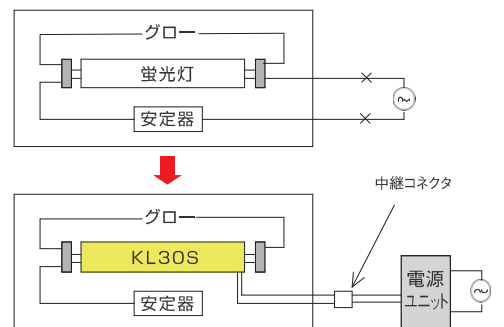 グロー
蛍光灯
安定器
中継コネクタ
グロー
KL30S
安定器
電源
ユニット